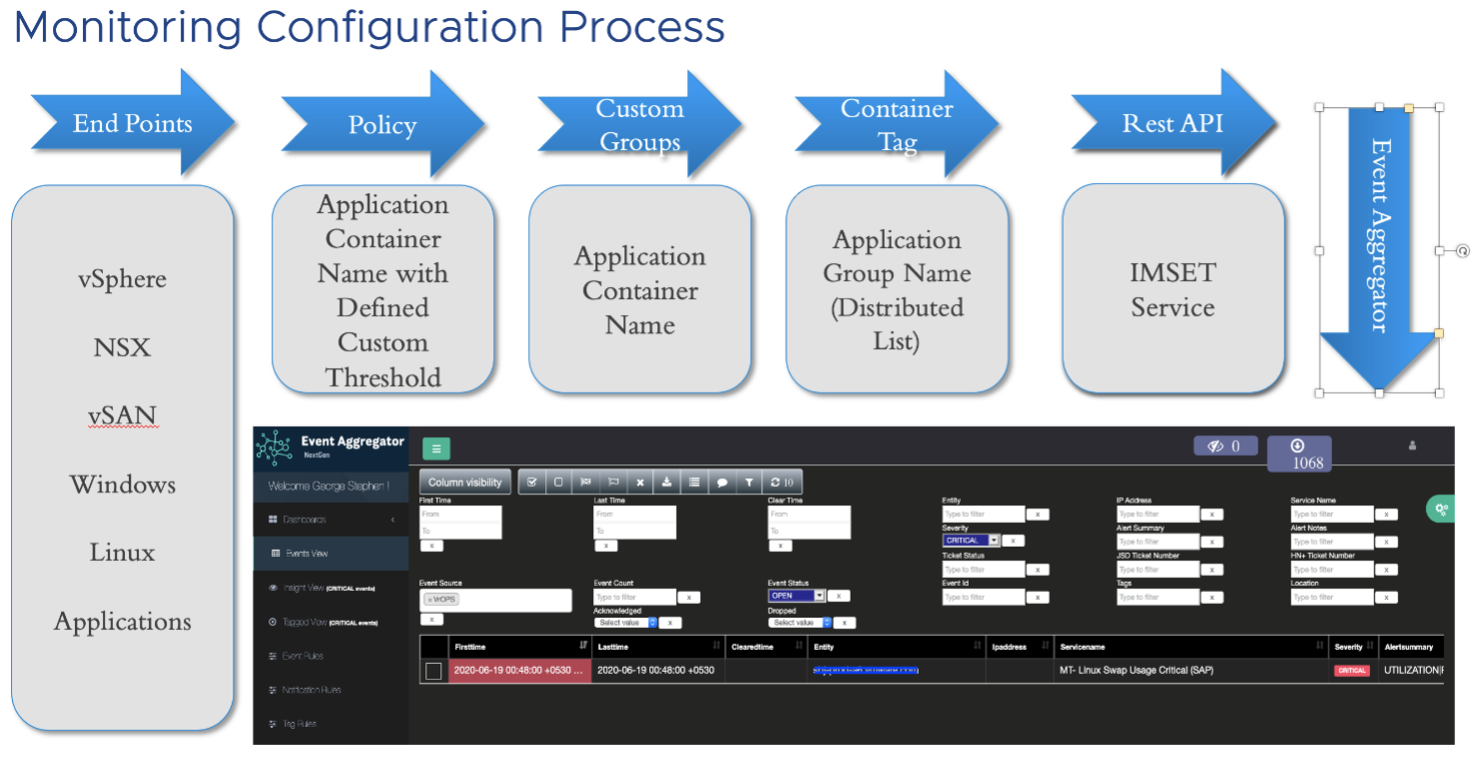 Monitoring Configuration Process
End Points
Policy
Custom
Groups
Container
Tag
Rest API
Event Aggregator
vSphere
NSX
vSAN
Windows
Linux
Applications
Application
Container
Name with
Defined
Custom
Threshold
Application
Container
Name
Application
Group Name
(Distributed
List)
IMSET
Service
Event Aggregator
NextGen
0
1068
Welcome George Stephen !
Dashboards
Events View
Insight View (CRITICAL events)
Tagged View (CRITICAL events)
Event Rules
Notification Rules
Tag Rules
Column visibility
10
First Time
Last Time
Clear Time
Entity
IP Address
Service Name
From
From
From
Type to filter x
Type to filter x
Type to filter x
To
To
To
Severity
Alert Summary
Alert Notes
CRITICAL x
Type to filter x
Type to filter x
x
x
x
Ticket Status
JSD Ticket Number
HN+ Ticket Number
Type to filter x
Type to filter x
Type to filter x
Event Source
Event Count
Event Status
Event Id
Tags
Location
× VROPS
Type to filter x
OPEN x
Type to filter x
Type to filter x
Type to filter x
Acknowledged
Dropped
x
Select value x
Select value x
Firsttime
Lasttime
Clearedtime
Entity
Ipaddress
Servicename
Severity
Alertsummary
2020-06-19 00:48:00 +0530 ...
2020-06-19 00:48:00 +0530
MT- Linux Swap Usage Critical (SAP)
CRITICAL
UTILIZATION|